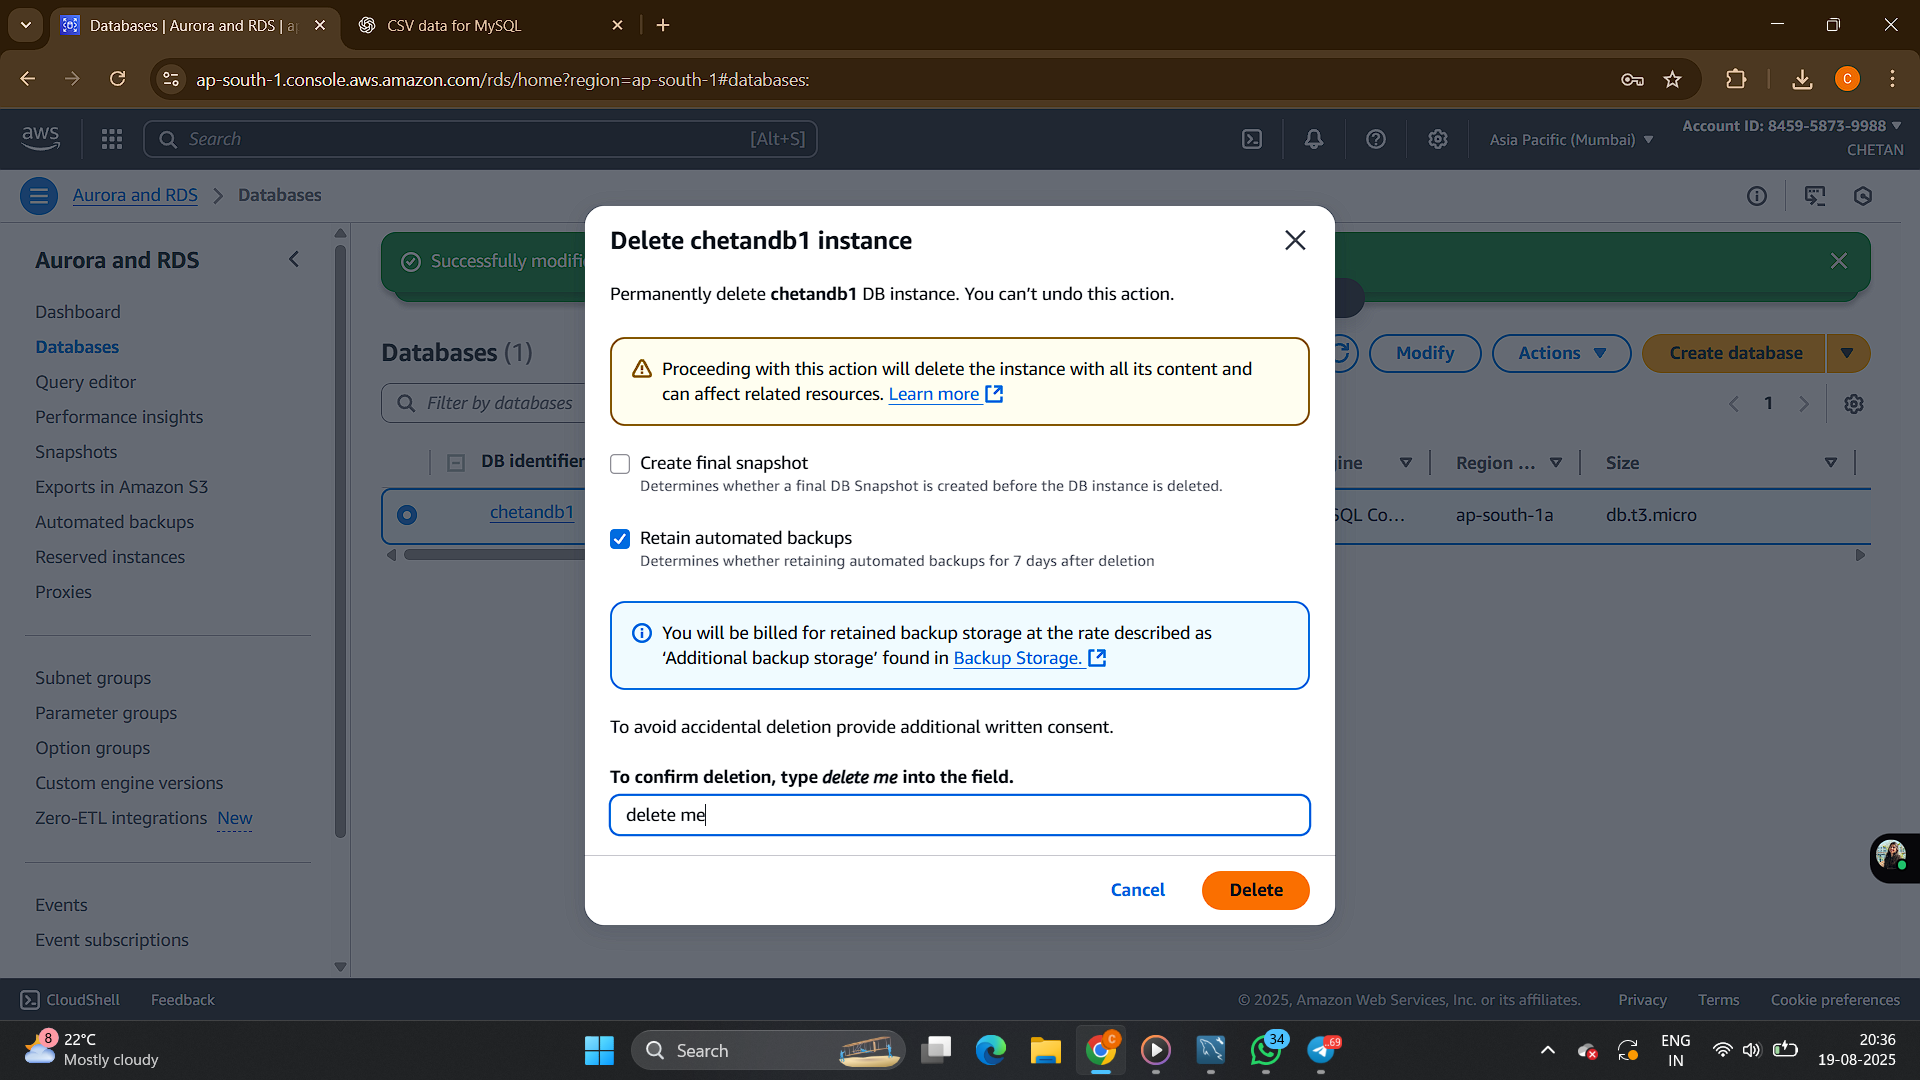 Databases | Aurora and RDS | ap
CSV data for MySQL
ap-south-1.console.aws.amazon.com/rds/home?region=ap-south-1#databases:
C
aws
Search
[Alt+S]
Asia Pacific (Mumbai)
Account ID: 8459-5873-9988
CHETAN
Aurora and RDS
Databases
Aurora and RDS
Dashboard
Databases
Query editor
Performance insights
Snapshots
Exports in Amazon S3
Automated backups
Reserved instances
Proxies
Subnet groups
Parameter groups
Option groups
Custom engine versions
Zero-ETL integrations New
Events
Event subscriptions
Successfully modifi
Databases (1)
Modify
Actions
Create database
Filter by databases
1
DB identifier
ine
Region ...
Size
chetandb1
SQL Co...
ap-south-1a
db.t3.micro
Delete chetandb1 instance
Permanently delete chetandb1 DB instance. You can't undo this action.
Proceeding with this action will delete the instance with all its content and
can affect related resources. Learn more
Create final snapshot
Determines whether a final DB Snapshot is created before the DB instance is deleted.
Retain automated backups
Determines whether retaining automated backups for 7 days after deletion
You will be billed for retained backup storage at the rate described as
‘Additional backup storage’ found in Backup Storage.
To avoid accidental deletion provide additional written consent.
To confirm deletion, type delete me into the field.
delete me
Cancel
Delete
CloudShell
Feedback
© 2025, Amazon Web Services, Inc. or its affiliates.
Privacy
Terms
Cookie preferences
8
22°C
Mostly cloudy
Search
C
34
69
ENG
IN
20:36
19-08-2025